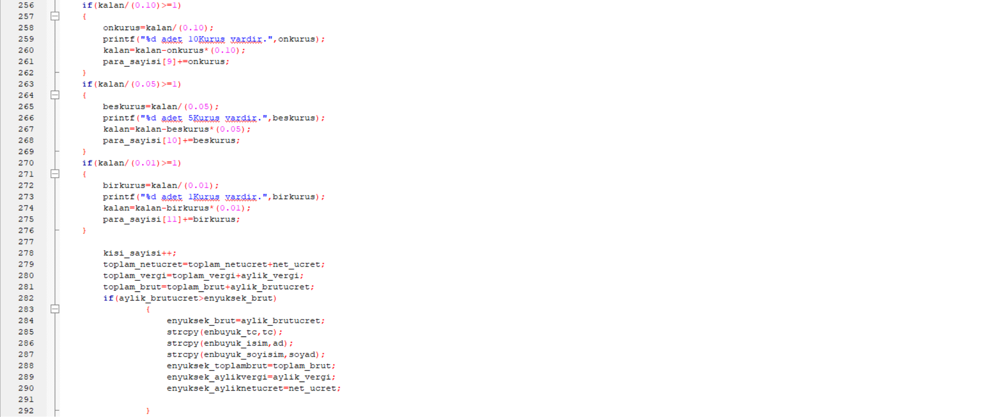 256 if(kalan/(0.10)>=1)
257 {
258 onkurus=kalan/(0.10);
259 printf("%d adet 10Kurus vardir.",onkurus);
260 kalan=kalan-onkurus*(0.10);
261 para_sayisi[9]+=onkurus;
262 }
263 if(kalan/(0.05)>=1)
264 {
265 beskurus=kalan/(0.05);
266 printf("%d adet 5Kurus vardir.",beskurus);
267 kalan=kalan-beskurus*(0.05);
268 para_sayisi[10]+=beskurus;
269 }
270 if(kalan/(0.01)>=1)
271 {
272 birkurus=kalan/(0.01);
273 printf("%d adet 1Kurus vardir.",birkurus);
274 kalan=kalan-birkurus*(0.01);
275 para_sayisi[11]+=birkurus;
276 }
277
278 kisi_sayisi++;
279 toplam_netucret=toplam_netucret+net_ucret;
280 toplam_vergi=toplam_vergi+aylik_vergi;
281 toplam_brut=toplam_brut+aylik_brutucret;
282 if(aylik_brutucret>enyuksek_brut)
283 {
284 enyuksek_brut=aylik_brutucret;
285 strcpy(enbuyuk_tc,tc);
286 strcpy(enbuyuk_isim,ad);
287 strcpy(enbuyuk_soyisim,soyad);
288 enyuksek_toplambrut=toplam_brut;
289 enyuksek_aylikvergi=aylik_vergi;
290 enyuksek_ayliknetucret=net_ucret;
291
292 }